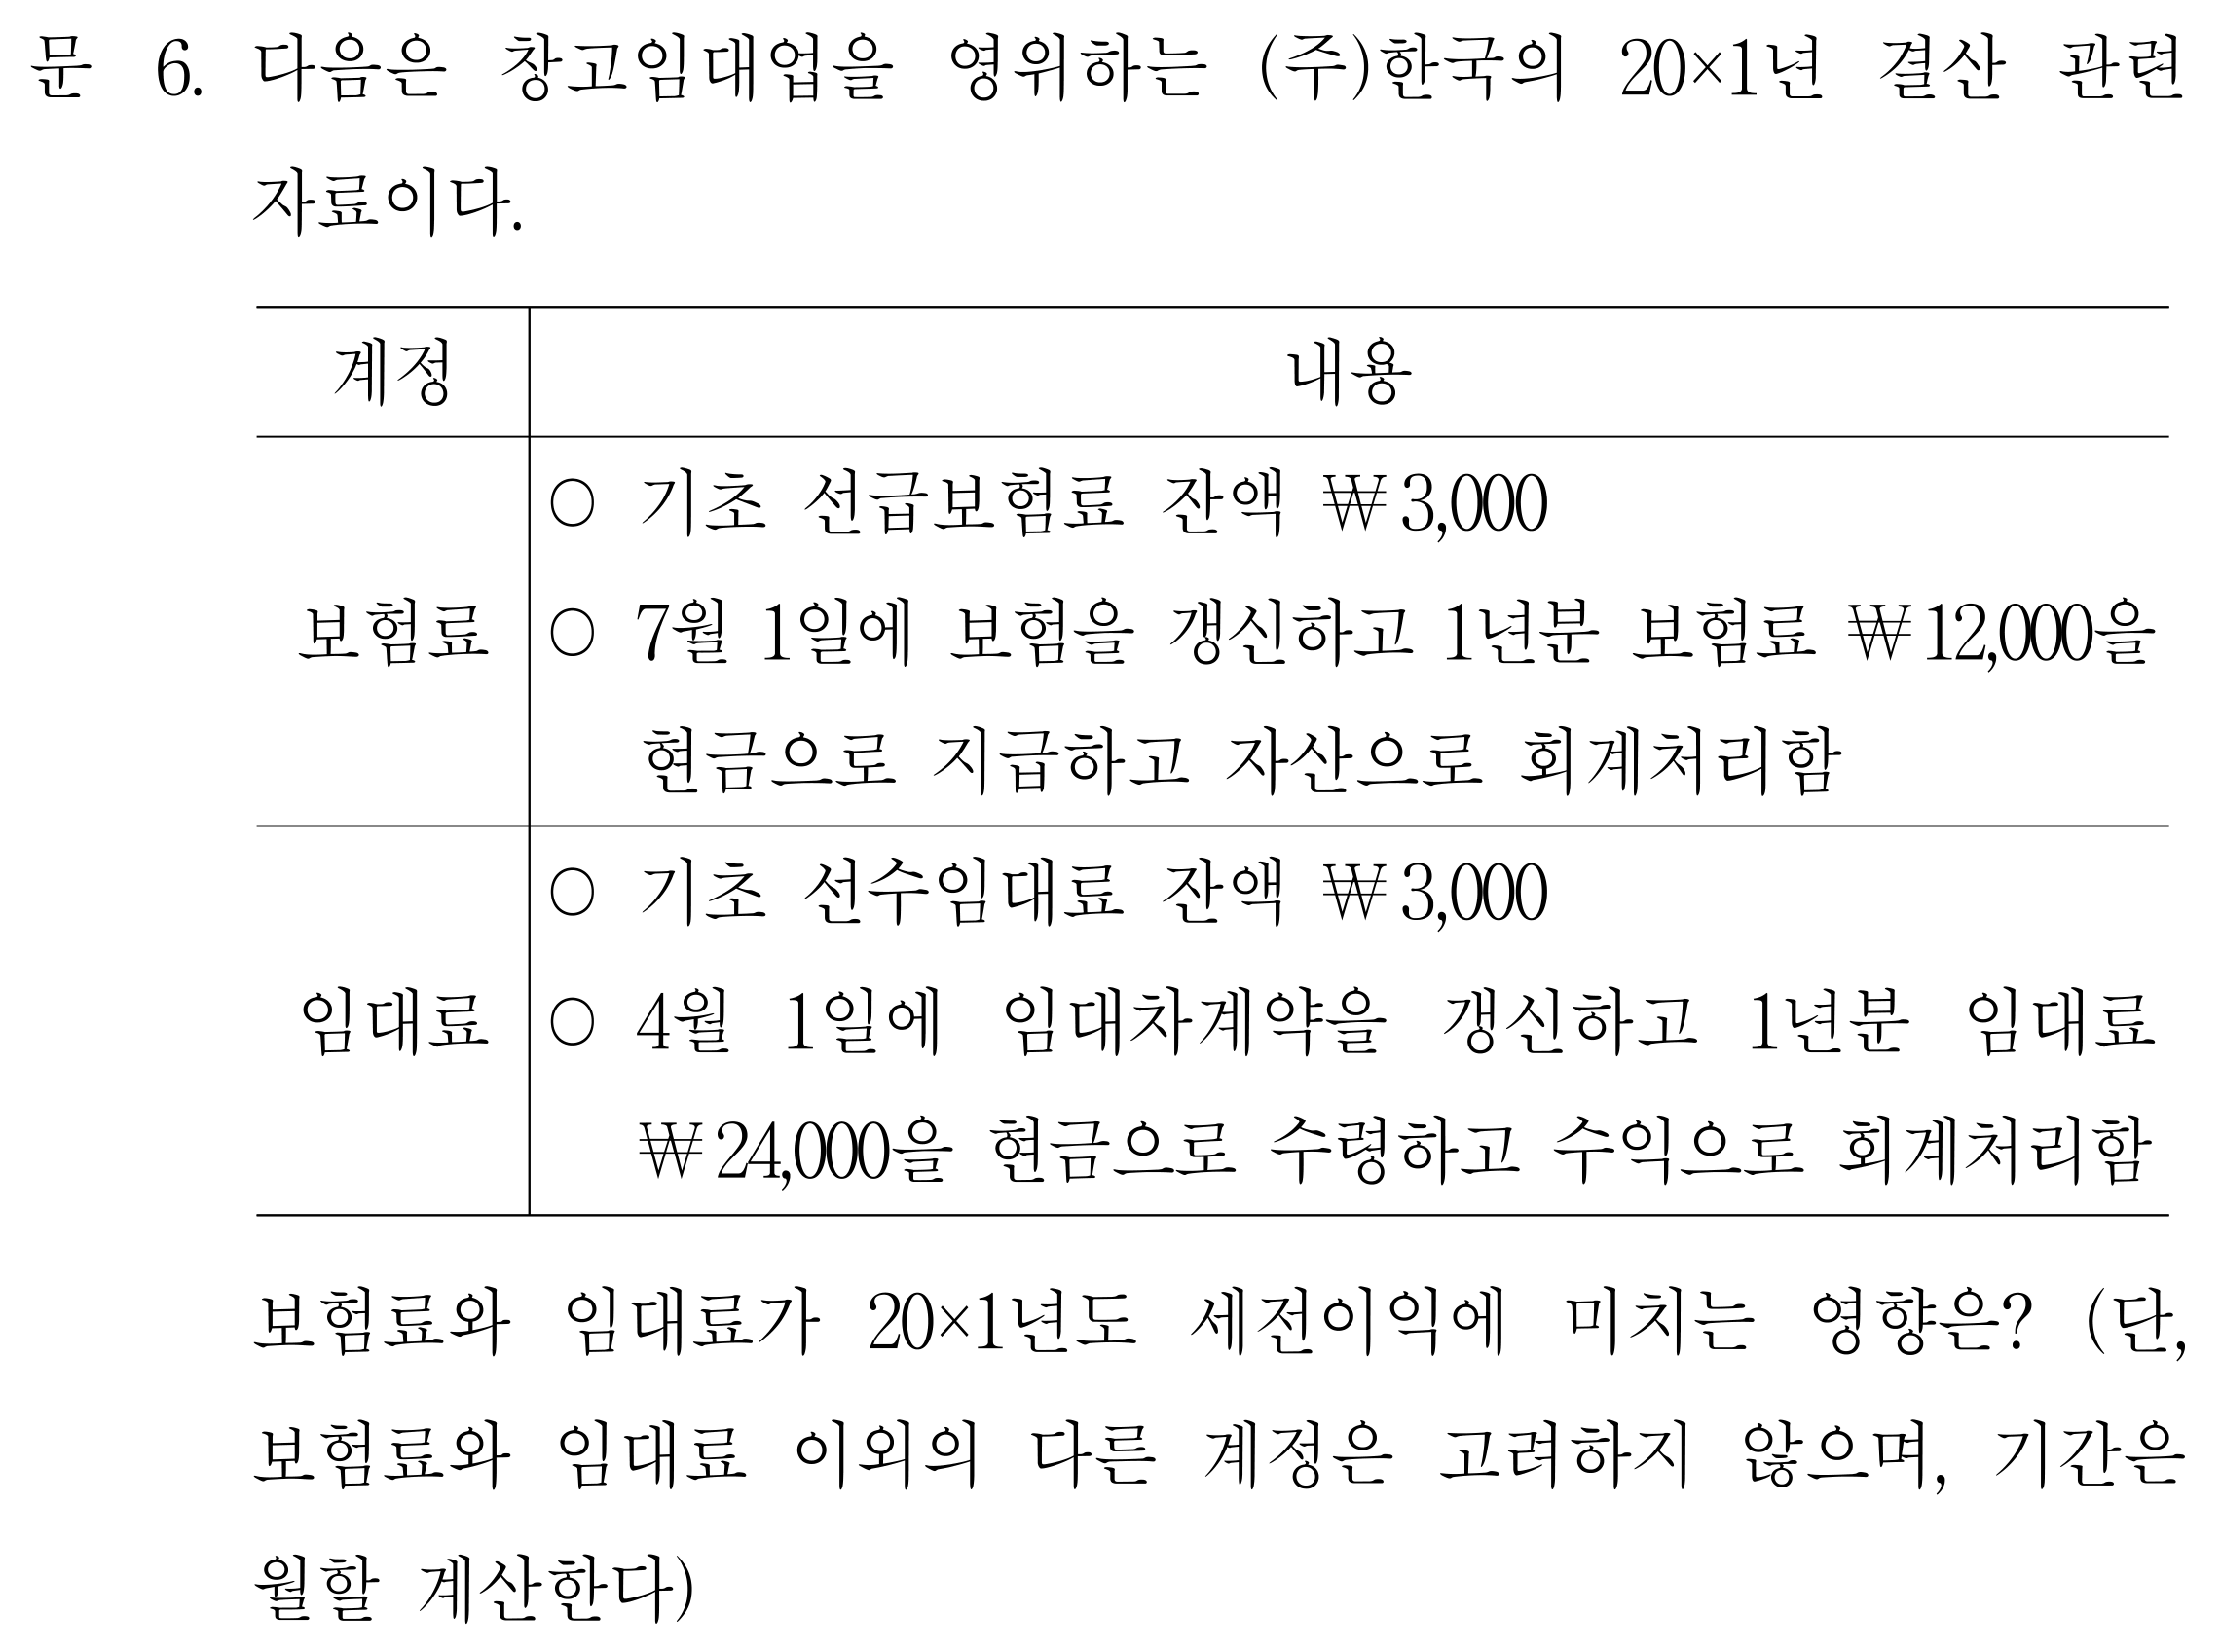 문 6. 다음은 창고임대업을 영위하는 (주)한국의 20×1년 결산 관련
자료이다.
계정 내용
○ 기초 선급보험료 잔액 ₩3,000
보험료 ○ 7월 1일에 보험을 갱신하고 1년분 보험료 ₩12,000을
현금으로 지급하고 자산으로 회계처리함
○ 기초 선수임대료 잔액 ₩3,000
임대료 ○ 4월 1일에 임대차계약을 갱신하고 1년분 임대료
₩24,000을 현금으로 수령하고 수익으로 회계처리함
보험료와 임대료가 20×1년도 세전이익에 미치는 영향은? (단,
보험료와 임대료 이외의 다른 계정은 고려하지 않으며, 기간은
월할 계산한다)